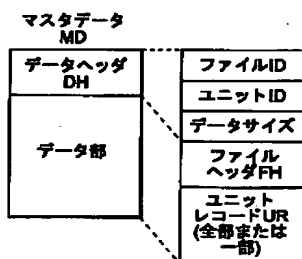 マスタデータ
MD
データヘッダ
DH
データ部
ファイルID
ユニットID
データサイズ
ファイル
ヘッダFH
ユニット
レコードUR
(全部または
一部)